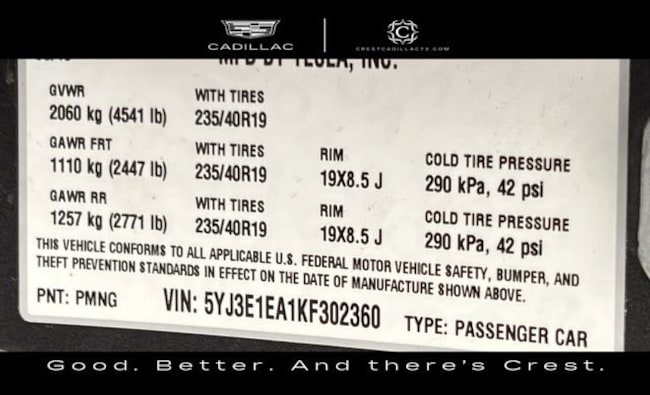 CADILLAC
CRESTCADILLACTX.COM
MFD BY TESLA, INC.
GVWR WITH TIRES
2060 kg (4541 lb) 235/40R19
GAWR FRT WITH TIRES RIM COLD TIRE PRESSURE
1110 kg (2447 lb) 235/40R19 19X8.5 J 290 kPa, 42 psi
GAWR RR WITH TIRES RIM COLD TIRE PRESSURE
1257 kg (2771 lb) 235/40R19 19X8.5 J 290 kPa, 42 psi
THIS VEHICLE CONFORMS TO ALL APPLICABLE U.S. FEDERAL MOTOR VEHICLE SAFETY, BUMPER, AND
THEFT PREVENTION STANDARDS IN EFFECT ON THE DATE OF MANUFACTURE SHOWN ABOVE.
PNT: PMNG VIN: 5YJ3E1EA1KF302360 TYPE: PASSENGER CAR
Good. Better. And there's Crest.